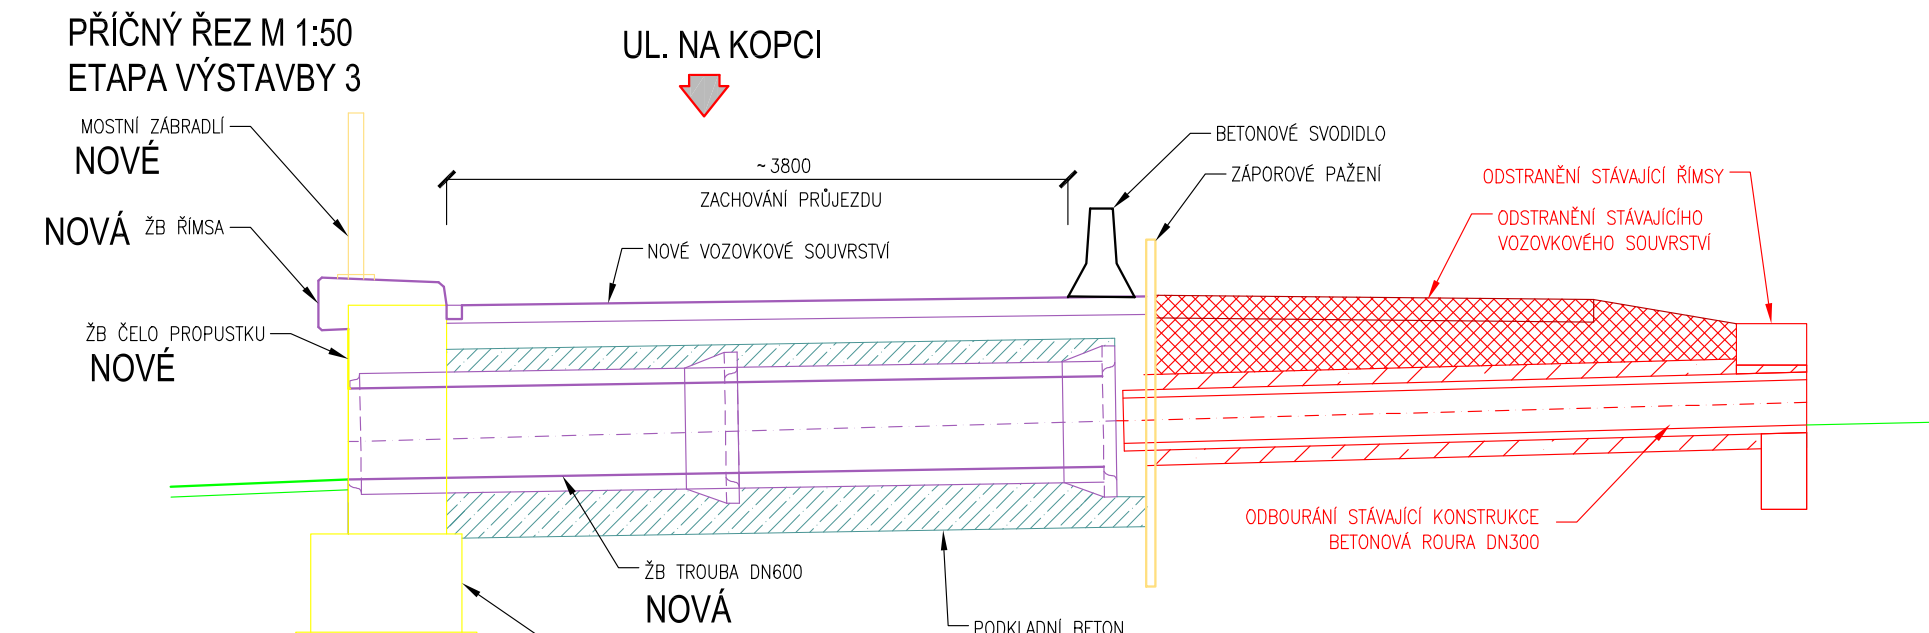 PŘÍČNÝ ŘEZ M 1:50
ETAPA VÝSTAVBY 3
UL. NA KOPCI
MOSTNÍ ZÁBRADLÍ
NOVÉ
NOVÁ ŽB ŘÍMSA
ŽB ČELO PROPUSTKU
NOVÉ
~3800
ZACHOVÁNÍ PRŮJEZDU
NOVÉ VOZOVKOVÉ SOUVRSTVÍ
BETONOVÉ SVODIDLO
ZÁPOROVÉ PAŽENÍ
ODSTRANĚNÍ STÁVAJÍCÍ ŘÍMSY
ODSTRANĚNÍ STÁVAJÍCÍHO
VOZOVKOVÉHO SOUVRSTVÍ
ODBOURÁNÍ STÁVAJÍCÍ KONSTRUKCE
BETONOVÁ ROURA DN300
ŽB TROUBA DN600
NOVÁ
PODKLADNÍ BETON